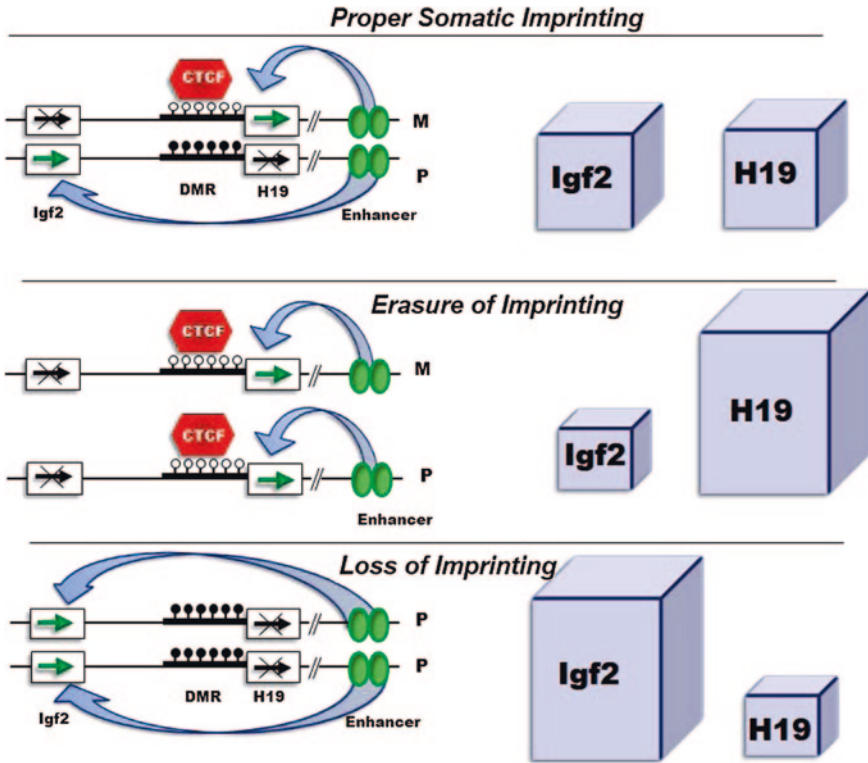 Proper Somatic Imprinting
CTCF
M
P
DMR
H19
Igf2
Enhancer
Igf2
H19
Erasure of Imprinting
CTCF
M
CTCF
P
Enhancer
Igf2
H19
Loss of Imprinting
P
P
DMR
H19
Igf2
Enhancer
Igf2
H19